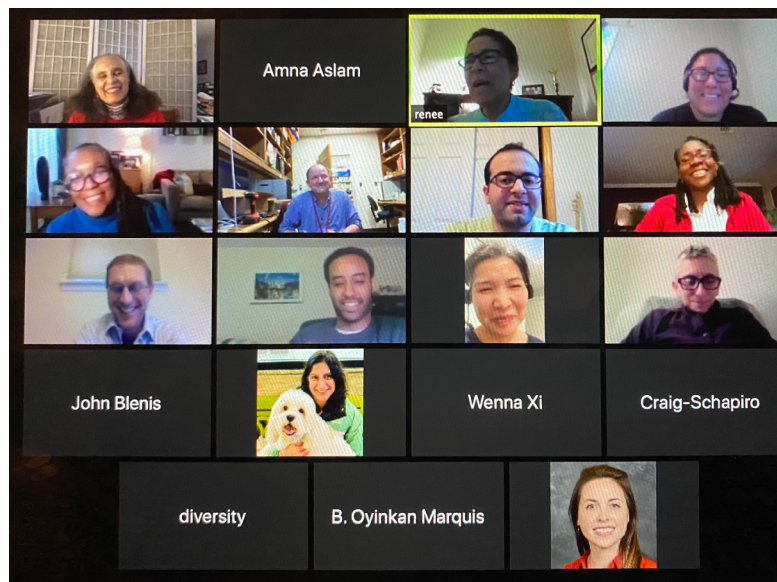 Amna Aslam
renee
John Blenis
Wenna Xi
Craig-Schapiro
diversity
B. Oyinkan Marquis